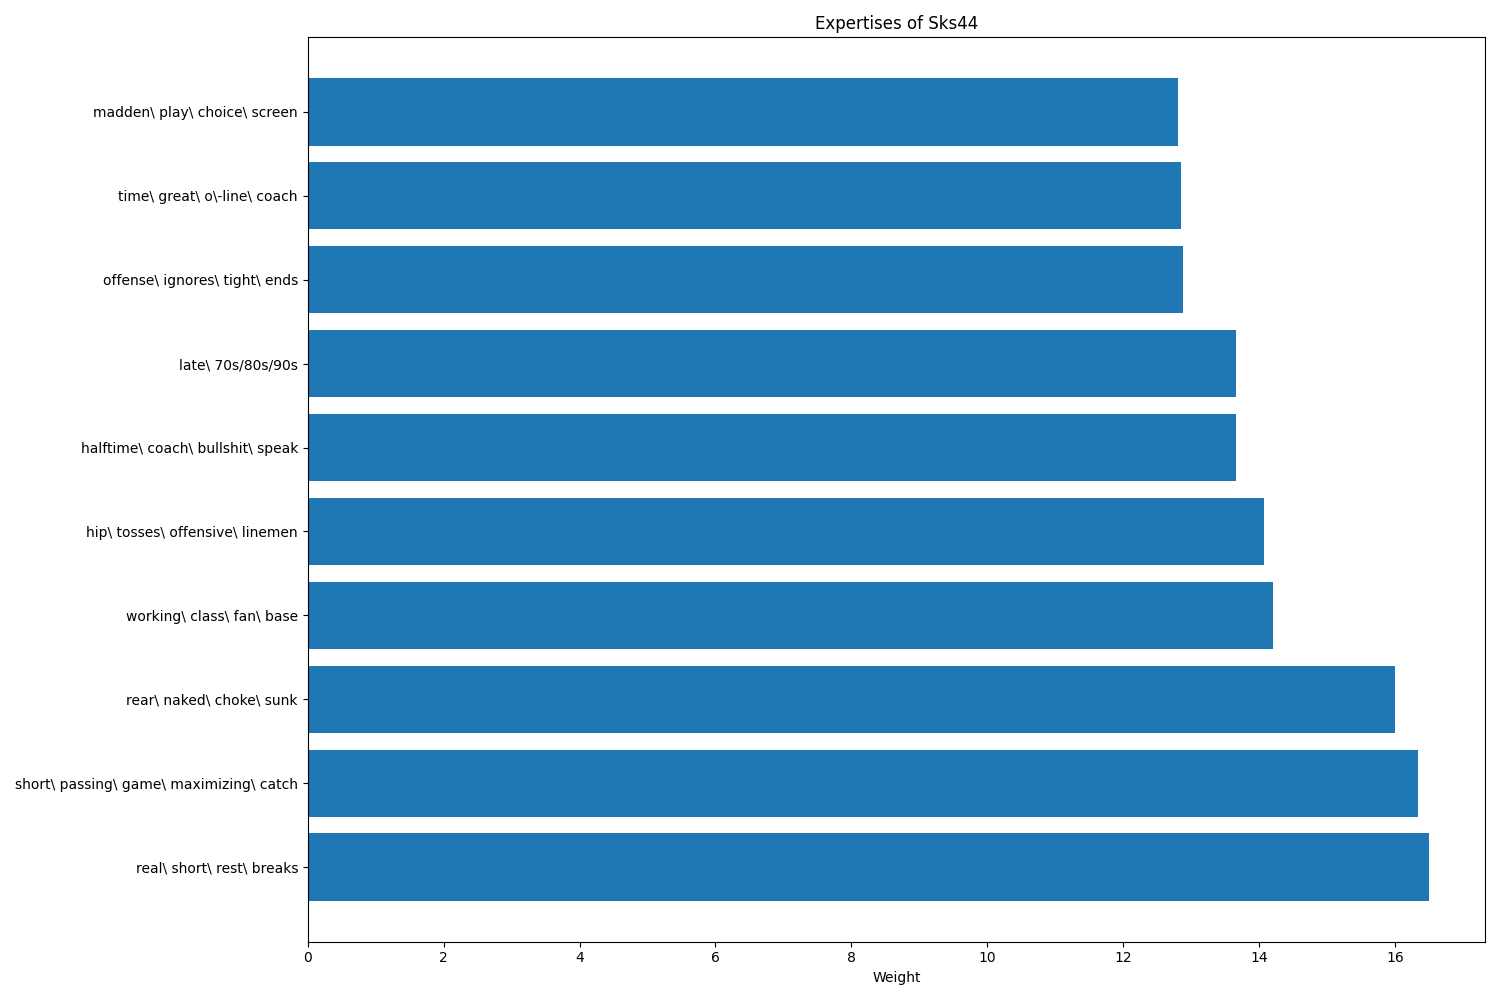 Expertises of Sks44
madden\ play\ choice\ screen
time\ great\ o\-line\ coach
offense\ ignores\ tight\ ends
late\ 70s/80s/90s
halftime\ coach\ bullshit\ speak
hip\ tosses\ offensive\ linemen
working\ class\ fan\ base
rear\ naked\ choke\ sunk
short\ passing\ game\ maximizing\ catch
real\ short\ rest\ breaks
0 2 4 6 8 10 12 14 16
Weight